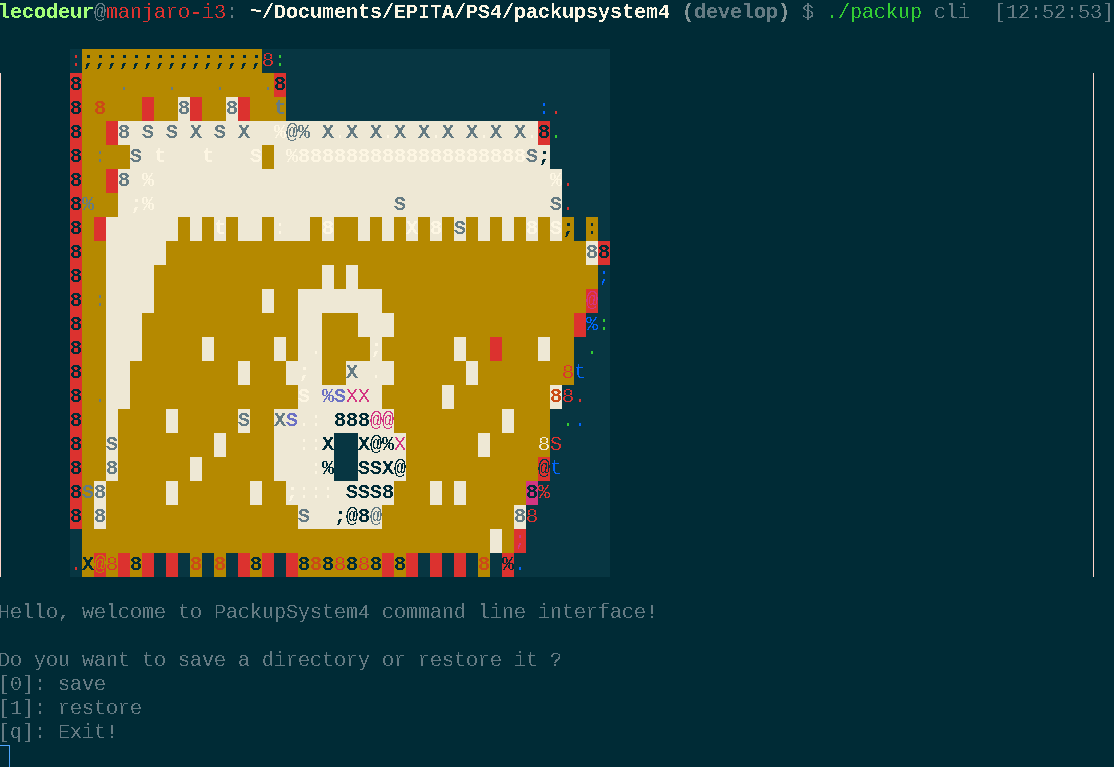 lecodeur@manjaro-i3: ~/Documents/EPITA/PS4/packupsystem4 (develop) $ ./packup cli  [12:52:53]
Hello, welcome to PackupSystem4 command line interface!
Do you want to save a directory or restore it ?
[0]: save
[1]: restore
[q]: Exit!